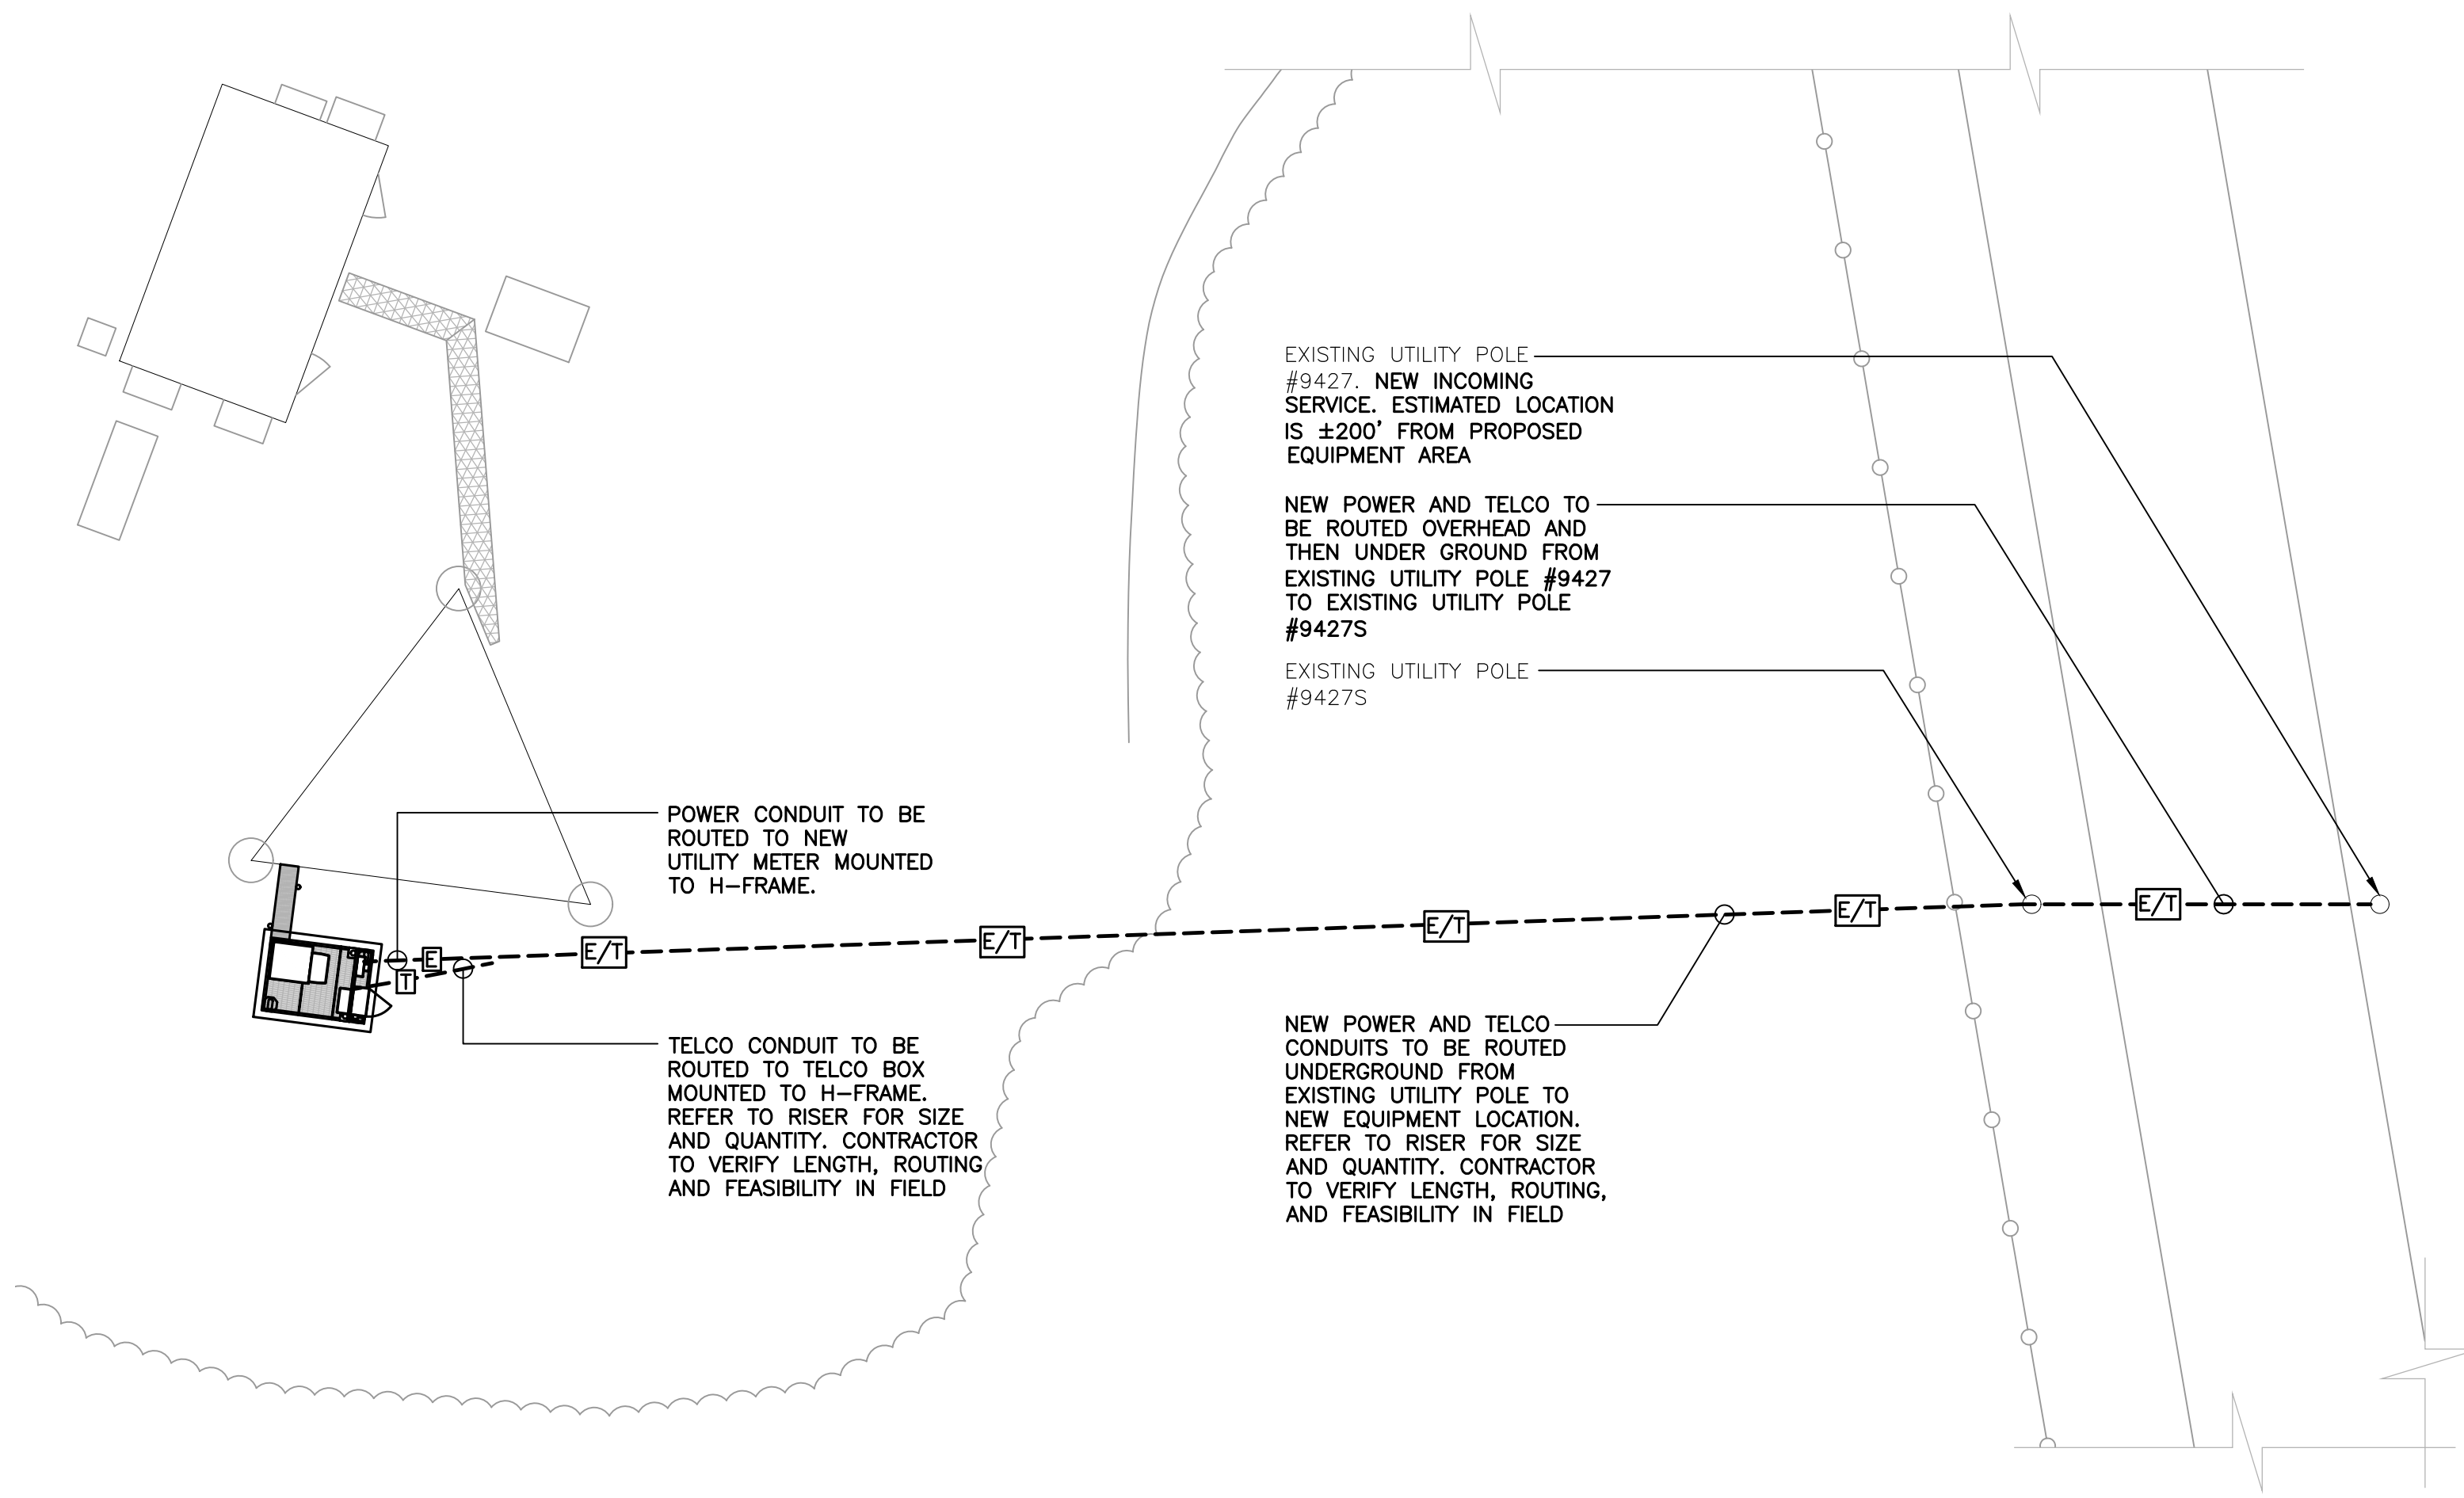 EXISTING UTILITY POLE
#9427. NEW INCOMING
SERVICE. ESTIMATED LOCATION
IS ±200' FROM PROPOSED
EQUIPMENT AREA
NEW POWER AND TELCO TO
BE ROUTED OVERHEAD AND
THEN UNDER GROUND FROM
EXISTING UTILITY POLE #9427
TO EXISTING UTILITY POLE
#9427S
EXISTING UTILITY POLE
#9427S
POWER CONDUIT TO BE
ROUTED TO NEW
UTILITY METER MOUNTED
TO H-FRAME.
E
T
E/T
E/T
E/T
E/T
E/T
TELCO CONDUIT TO BE
ROUTED TO TELCO BOX
MOUNTED TO H-FRAME.
REFER TO RISER FOR SIZE
AND QUANTITY. CONTRACTOR
TO VERIFY LENGTH, ROUTING
AND FEASIBILITY IN FIELD
NEW POWER AND TELCO
CONDUITS TO BE ROUTED
UNDERGROUND FROM
EXISTING UTILITY POLE TO
NEW EQUIPMENT LOCATION.
REFER TO RISER FOR SIZE
AND QUANTITY. CONTRACTOR
TO VERIFY LENGTH, ROUTING,
AND FEASIBILITY IN FIELD